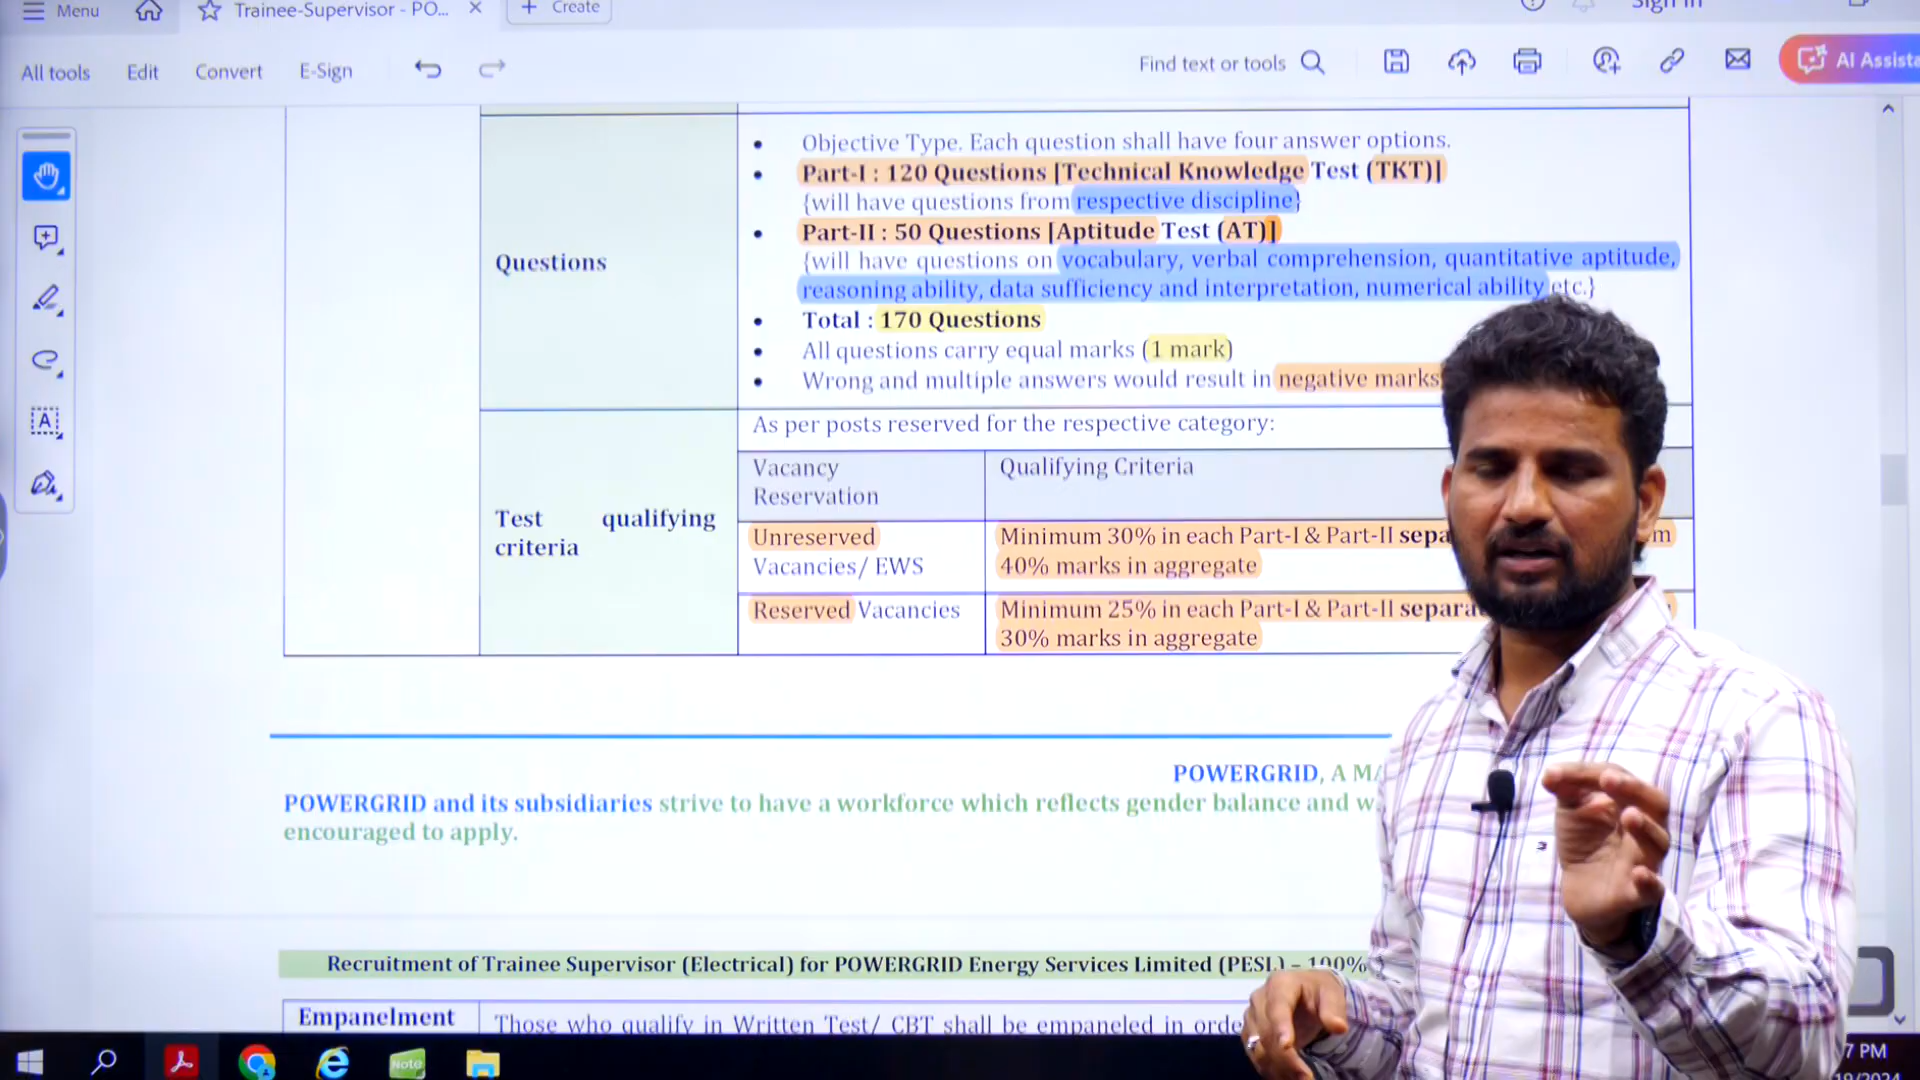 Menu
Trainee-Supervisor - PO...
Create
Sign In
All tools
Edit
Convert
E-Sign
Find text or tools
AI Assista
Questions
• Objective Type. Each question shall have four answer options.
• Part-I : 120 Questions [Technical Knowledge Test (TKT)]
{will have questions from respective discipline}
• Part-II : 50 Questions [Aptitude Test (AT)]
{will have questions on vocabulary, verbal comprehension, quantitative aptitude,
reasoning ability, data sufficiency and interpretation, numerical ability etc.}
• Total : 170 Questions
• All questions carry equal marks (1 mark)
• Wrong and multiple answers would result in negative marks
Test qualifying
criteria
As per posts reserved for the respective category:
Vacancy
Reservation
Qualifying Criteria
Unreserved
Vacancies/ EWS
Minimum 30% in each Part-I & Part-II sepa
m
40% marks in aggregate
Reserved Vacancies
Minimum 25% in each Part-I & Part-II separa
30% marks in aggregate
POWERGRID, A MA
POWERGRID and its subsidiaries strive to have a workforce which reflects gender balance and w
encouraged to apply.
Recruitment of Trainee Supervisor (Electrical) for POWERGRID Energy Services Limited (PESL) – 100%
Empanelment
Those who qualify in Written Test/ CBT shall be empaneled in orde
Note
7 PM